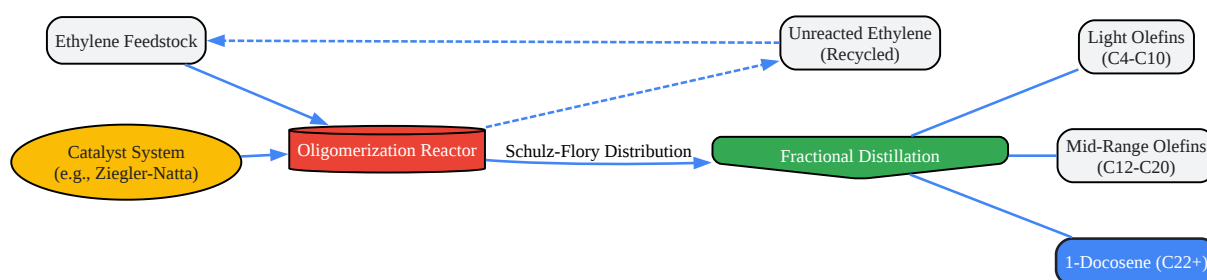 Ethylene Feedstock
Unreacted Ethylene
(Recycled)
Light Olefins
(C4-C10)
Catalyst System
(e.g., Ziegler-Natta)
Oligomerization Reactor
Schulz-Flory Distribution
Fractional Distillation
Mid-Range Olefins
(C12-C20)
1-Docosene (C22+)